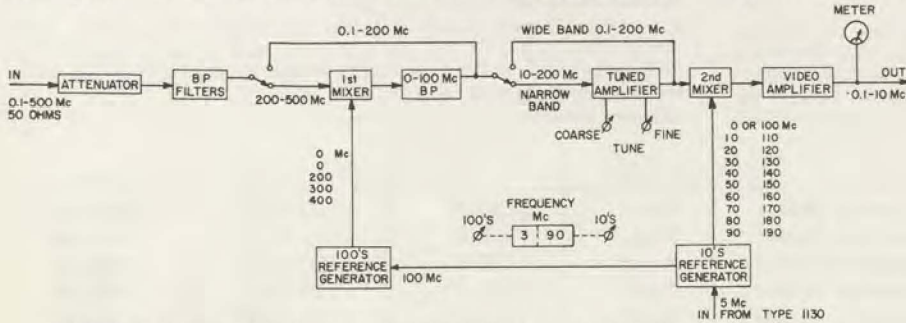 METER
0.1-200 Mc
WIDE BAND 0.1-200 Mc
IN
ATTENUATOR
B P
FILTERS
1st
MIXER
0-100 Mc
BP
10-200 Mc
NARROW
BAND
TUNED
AMPLIFIER
2nd
MIXER
VIDEO
AMPLIFIER
OUT
0.1-500 Mc
50 OHMS
200-500 Mc
0.1-10 Mc
COARSE
FINE
TUNE
0 Mc
0
200
300
400
0 OR 100 Mc
10 110
20 120
30 130
40 140
50 150
60 160
70 170
80 180
90 190
FREQUENCY
Mc
100'S
3 90
10'S
100'S
REFERENCE
GENERATOR
100 Mc
10'S
REFERENCE
GENERATOR
5 Mc
IN FROM TYPE 1130